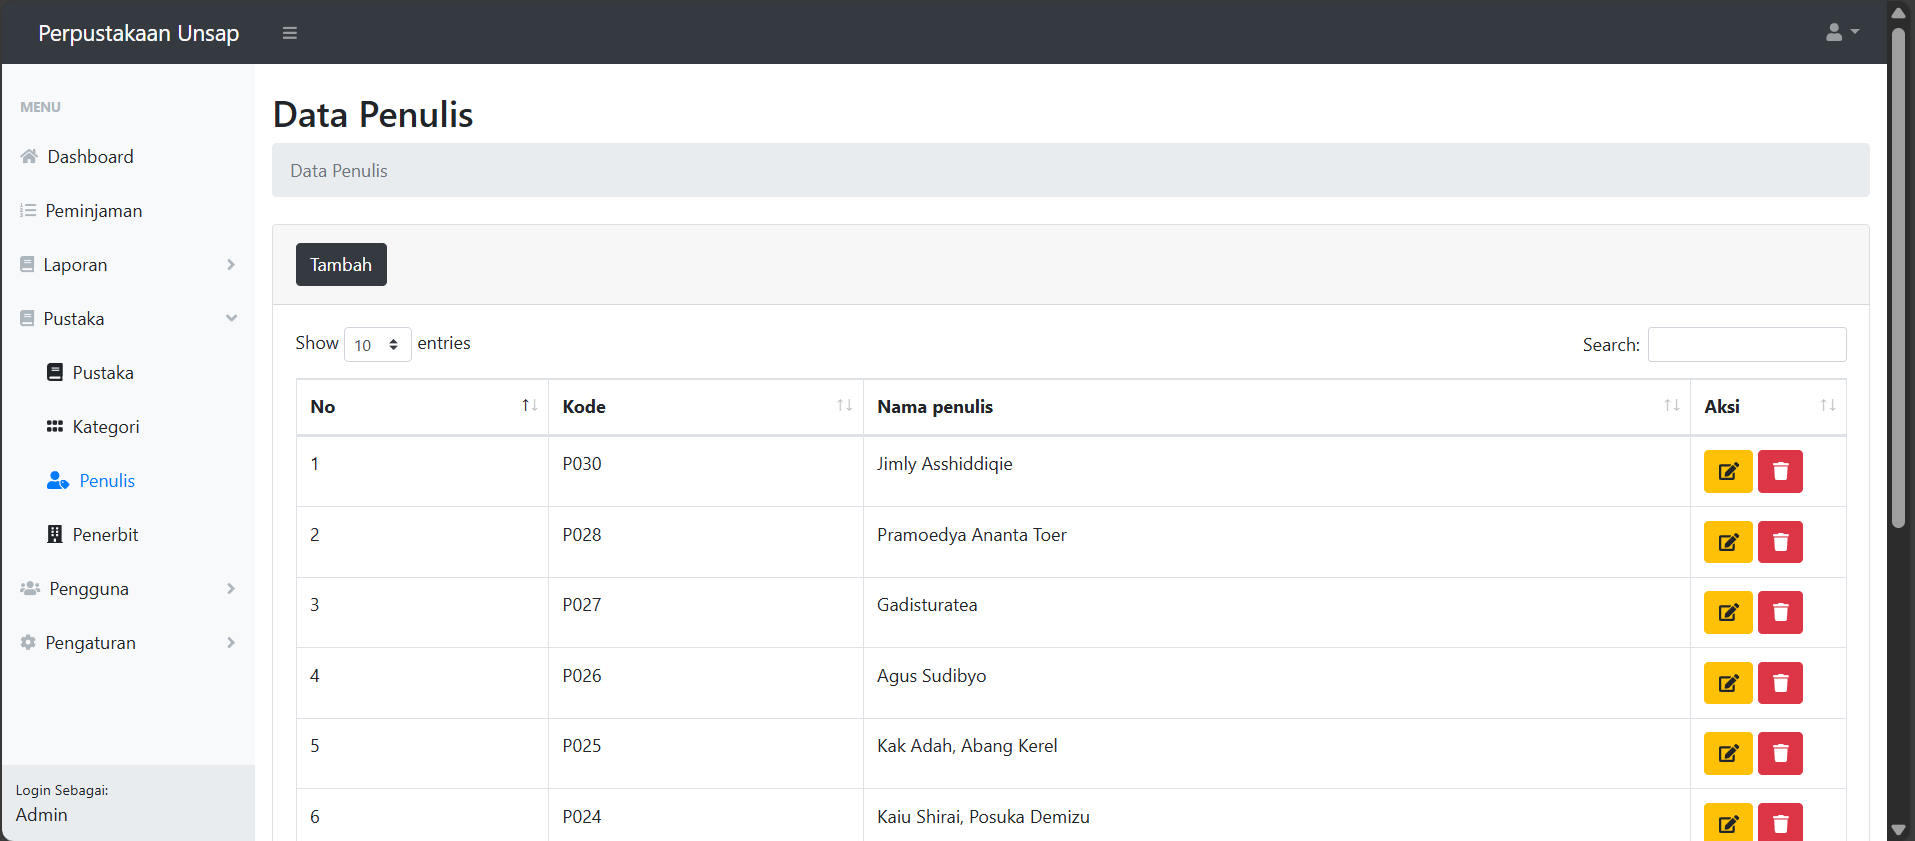 Perpustakaan Unsap
MENU
Dashboard
Peminjaman
Laporan
Pustaka
Pustaka
Kategori
Penulis
Penerbit
Pengguna
Pengaturan
Login Sebagai:
Admin
Data Penulis
Data Penulis
Tambah
Show 10 entries
Search:
No Kode Nama penulis Aksi
1 P030 Jimly Asshiddiqie
2 P028 Pramoedya Ananta Toer
3 P027 Gadisturatea
4 P026 Agus Sudibyo
5 P025 Kak Adah, Abang Kerel
6 P024 Kaiu Shirai, Posuka Demizu